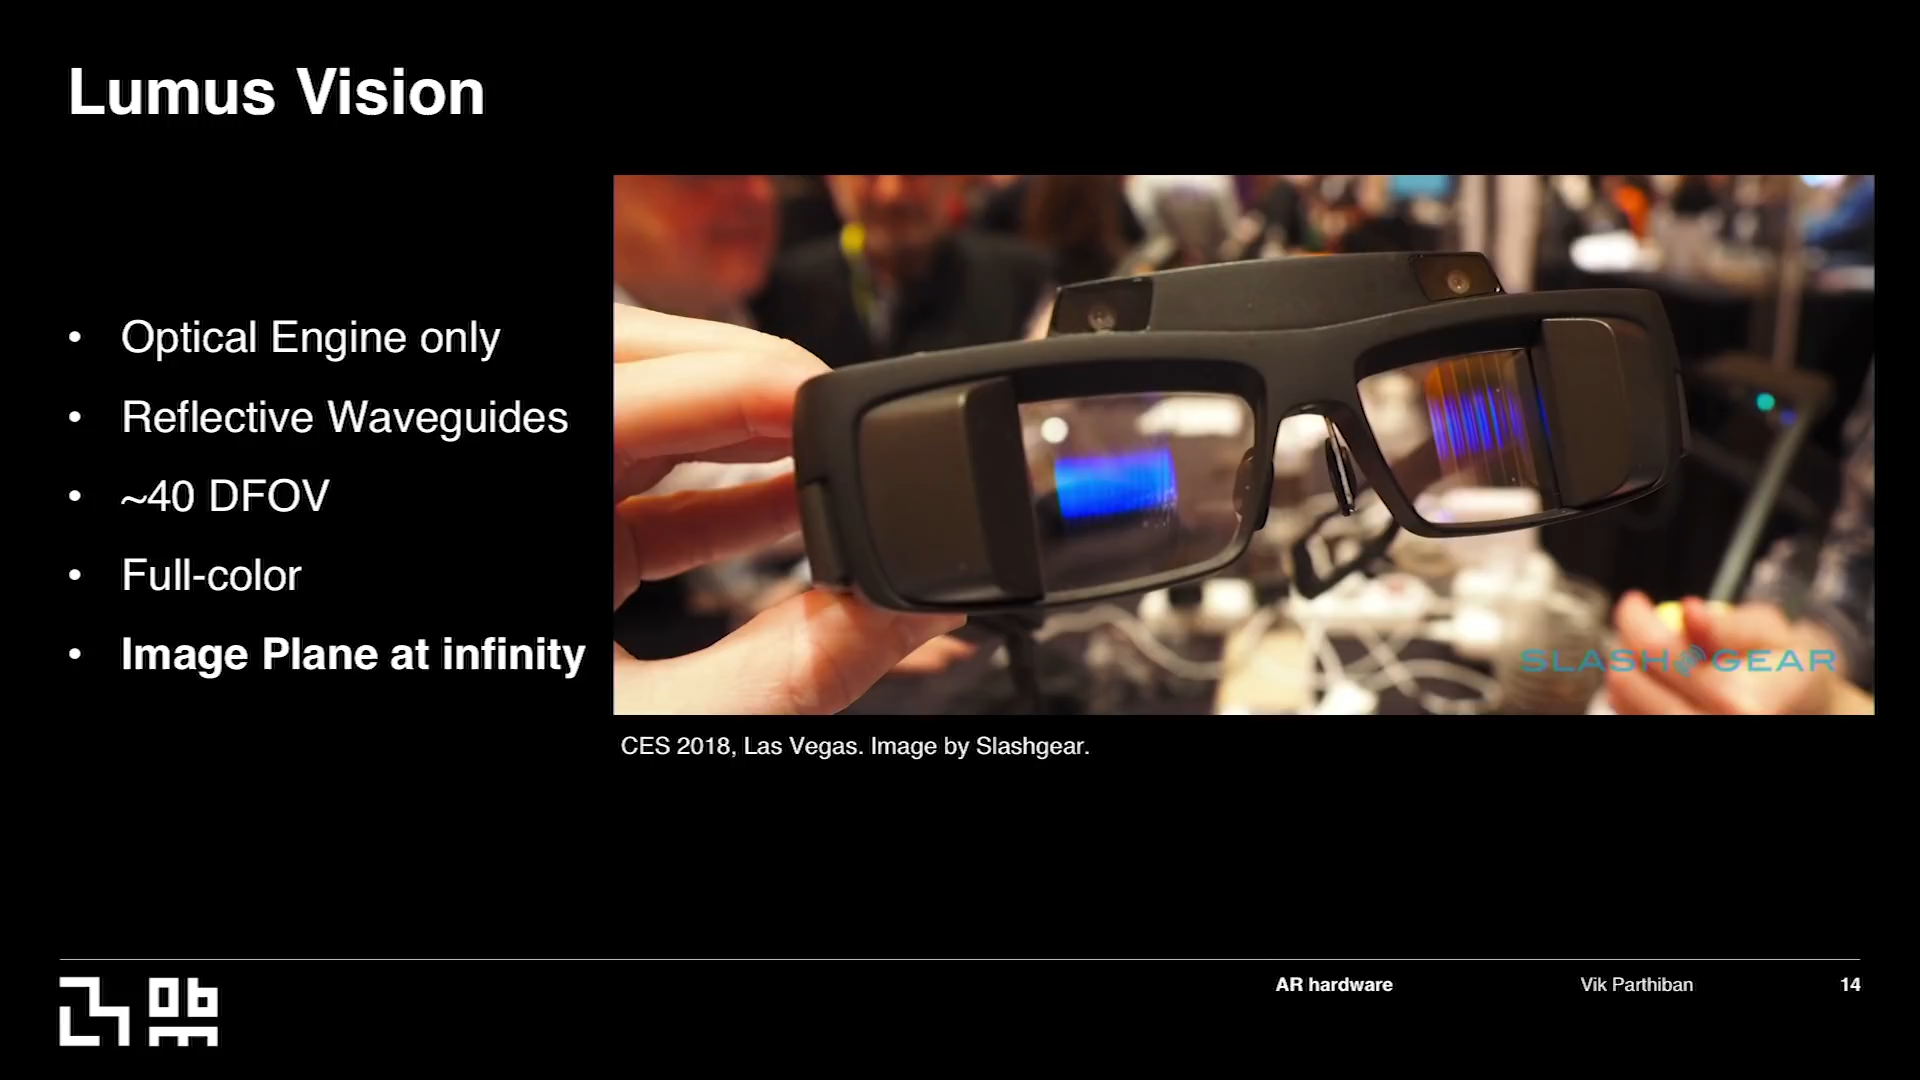 Lumus Vision
• Optical Engine only
• Reflective Waveguides
• ~40 DFOV
• Full-color
• Image Plane at infinity
SLASHGEAR
CES 2018, Las Vegas. Image by Slashgear.
AR hardware Vik Parthiban 14